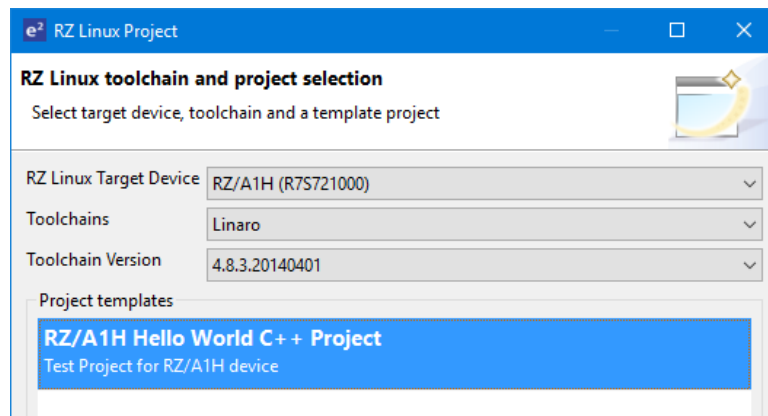 e² RZ Linux Project
RZ Linux toolchain and project selection
Select target device, toolchain and a template project
RZ Linux Target Device RZ/A1H (R7S721000)
Toolchains Linaro
Toolchain Version 4.8.3.20140401
Project templates
RZ/A1H Hello World C++ Project
Test Project for RZ/A1H device